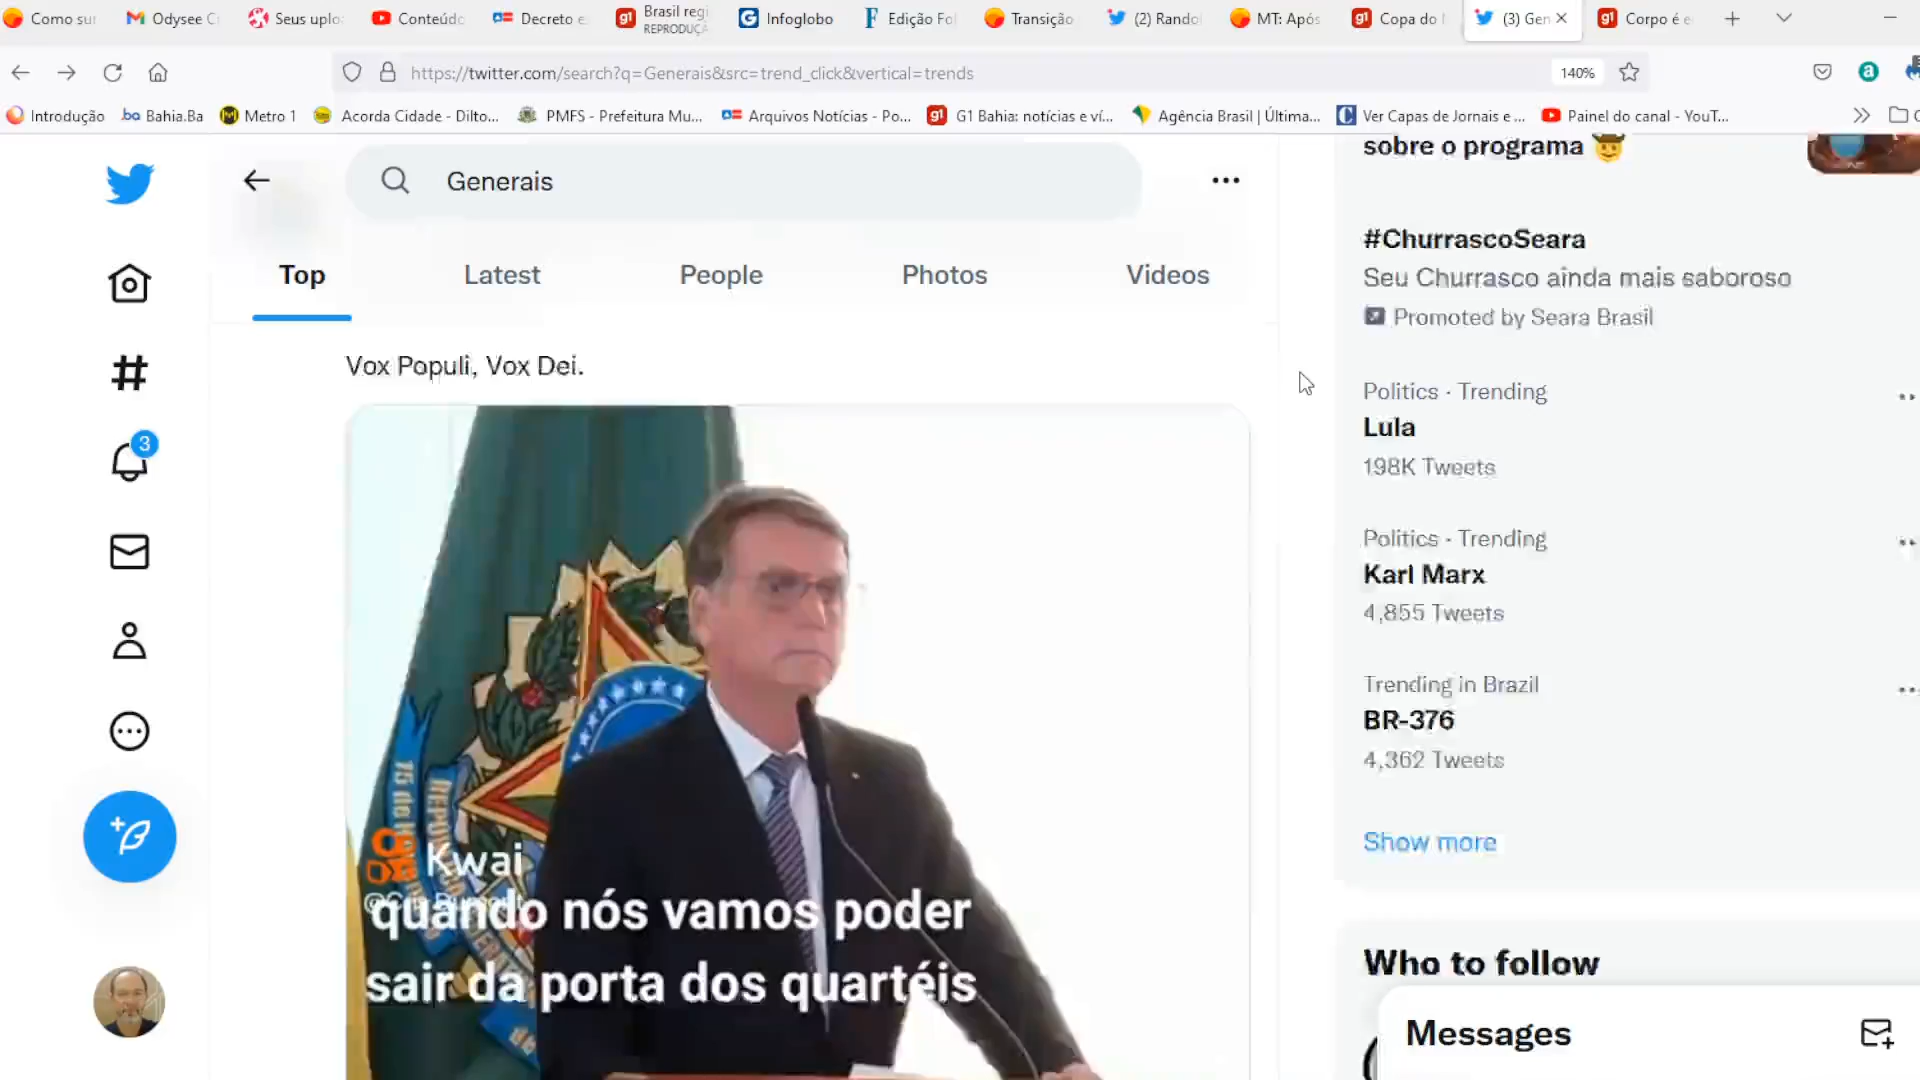 Como su
Odysee C
Seus uplo
Conteúdo
Decreto e
Brasil regi
REPRODUÇÃ
Infoglobo
Edição Fol
Transição
(2) Rando
MT: Após
Copa do M
(3) Gen
Corpo é e
https://twitter.com/search?q=Generais&src=trend_click&vertical=trends
140%
Introdução
Bahia.Ba
Metro 1
Acorda Cidade - Dilto...
PMFS - Prefeitura Mu...
Arquivos Notícias - Po...
G1 Bahia: notícias e ví...
Agência Brasil | Última...
Ver Capas de Jornais e ...
Painel do canal - YouT...
Generais
Top
Latest
People
Photos
Videos
Vox Populi, Vox Dei.
Kwai
quando nós vamos poder
sair da porta dos quartéis
3
sobre o programa 🤠
#ChurrascoSeara
Seu Churrasco ainda mais saboroso
Promoted by Seara Brasil
Politics · Trending
Lula
198K Tweets
Politics · Trending
Karl Marx
4,855 Tweets
Trending in Brazil
BR-376
4,362 Tweets
Show more
Who to follow
Messages